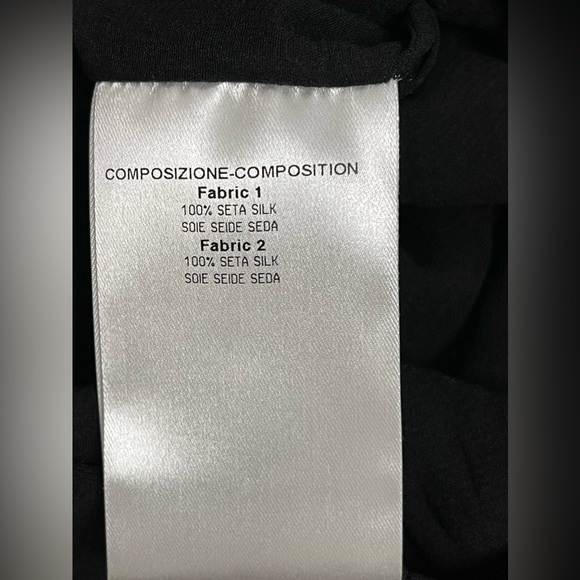 COMPOSIZIONE-COMPOSITION
Fabric 1
100% SETA SILK
SOIE SEIDE SEDA
Fabric 2
100% SETA SILK
SOIE SEIDE SEDA